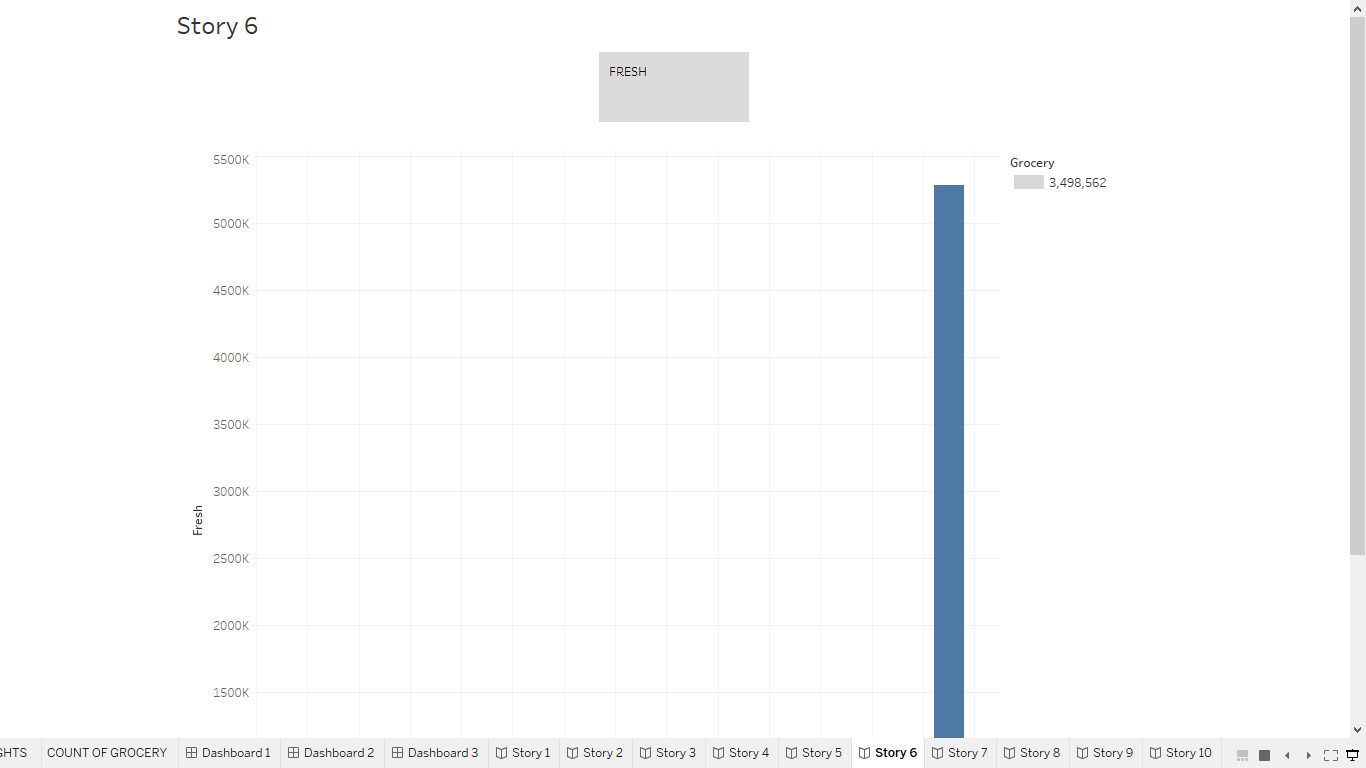 Story 6
FRESH
5500K
5000K
4500K
4000K
3500K
3000K
2500K
2000K
1500K
Fresh
Grocery
3,498,562
GHTS COUNT OF GROCERY Dashboard 1 Dashboard 2 Dashboard 3 Story 1 Story 2 Story 3 Story 4 Story 5 Story 6 Story 7 Story 8 Story 9 Story 10